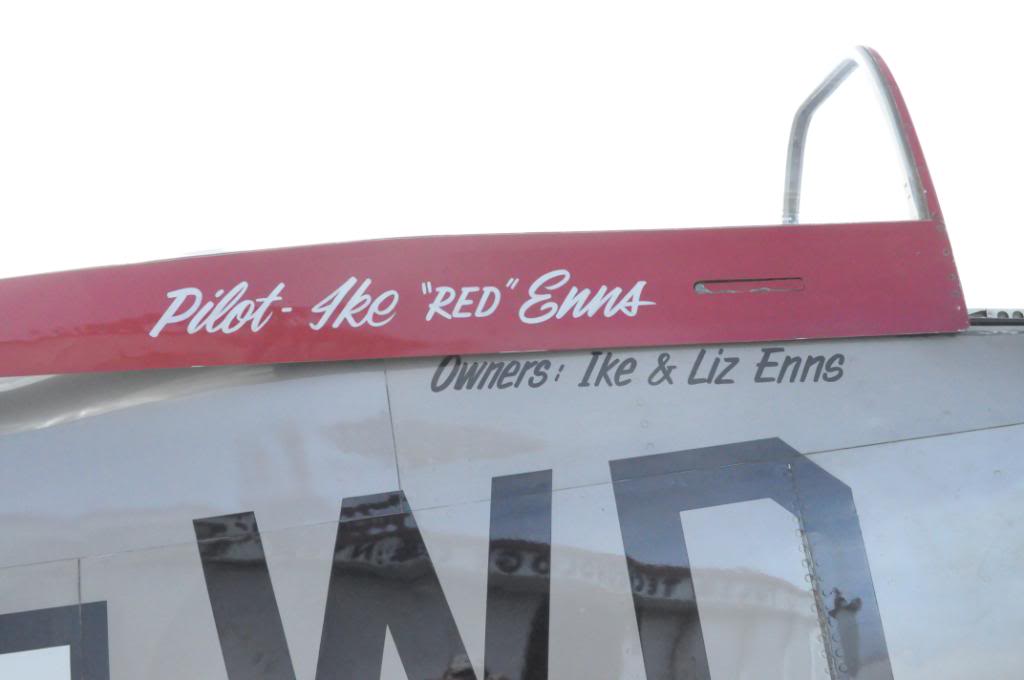 Pilot - Ike "RED" Enns
Owners: Ike & Liz Enns
WD